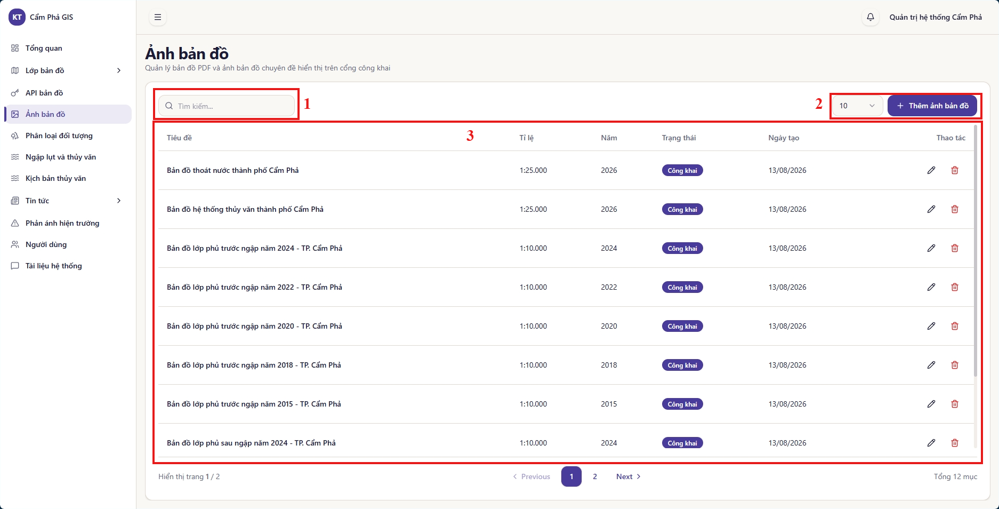 KT Cẩm Phả GIS
Quản trị hệ thống Cẩm Phả
Tổng quan
Lớp bản đồ
API bản đồ
Ảnh bản đồ
Phân loại đối tượng
Ngập lụt và thủy văn
Kịch bản thủy văn
Tin tức
Phản ánh hiện trường
Người dùng
Tài liệu hệ thống
Ảnh bản đồ
Quản lý bản đồ PDF và ảnh bản đồ chuyên đề hiển thị trên cổng công khai
Tìm kiếm... 1 2 10 Thêm ảnh bản đồ
3
Tiêu đề Tỉ lệ Năm Trạng thái Ngày tạo Thao tác
Bản đồ thoát nước thành phố Cẩm Phả 1:25.000 2026 Công khai 13/08/2026
Bản đồ hệ thống thủy văn thành phố Cẩm Phả 1:25.000 2026 Công khai 13/08/2026
Bản đồ lớp phủ trước ngập năm 2024 - TP. Cẩm Phả 1:10.000 2024 Công khai 13/08/2026
Bản đồ lớp phủ trước ngập năm 2022 - TP. Cẩm Phả 1:10.000 2022 Công khai 13/08/2026
Bản đồ lớp phủ trước ngập năm 2020 - TP. Cẩm Phả 1:10.000 2020 Công khai 13/08/2026
Bản đồ lớp phủ trước ngập năm 2018 - TP. Cẩm Phả 1:10.000 2018 Công khai 13/08/2026
Bản đồ lớp phủ trước ngập năm 2015 - TP. Cẩm Phả 1:10.000 2015 Công khai 13/08/2026
Bản đồ lớp phủ sau ngập năm 2024 - TP. Cẩm Phả 1:10.000 2024 Công khai 13/08/2026
Hiển thị trang 1 / 2 Previous 1 2 Next Tổng 12 mục